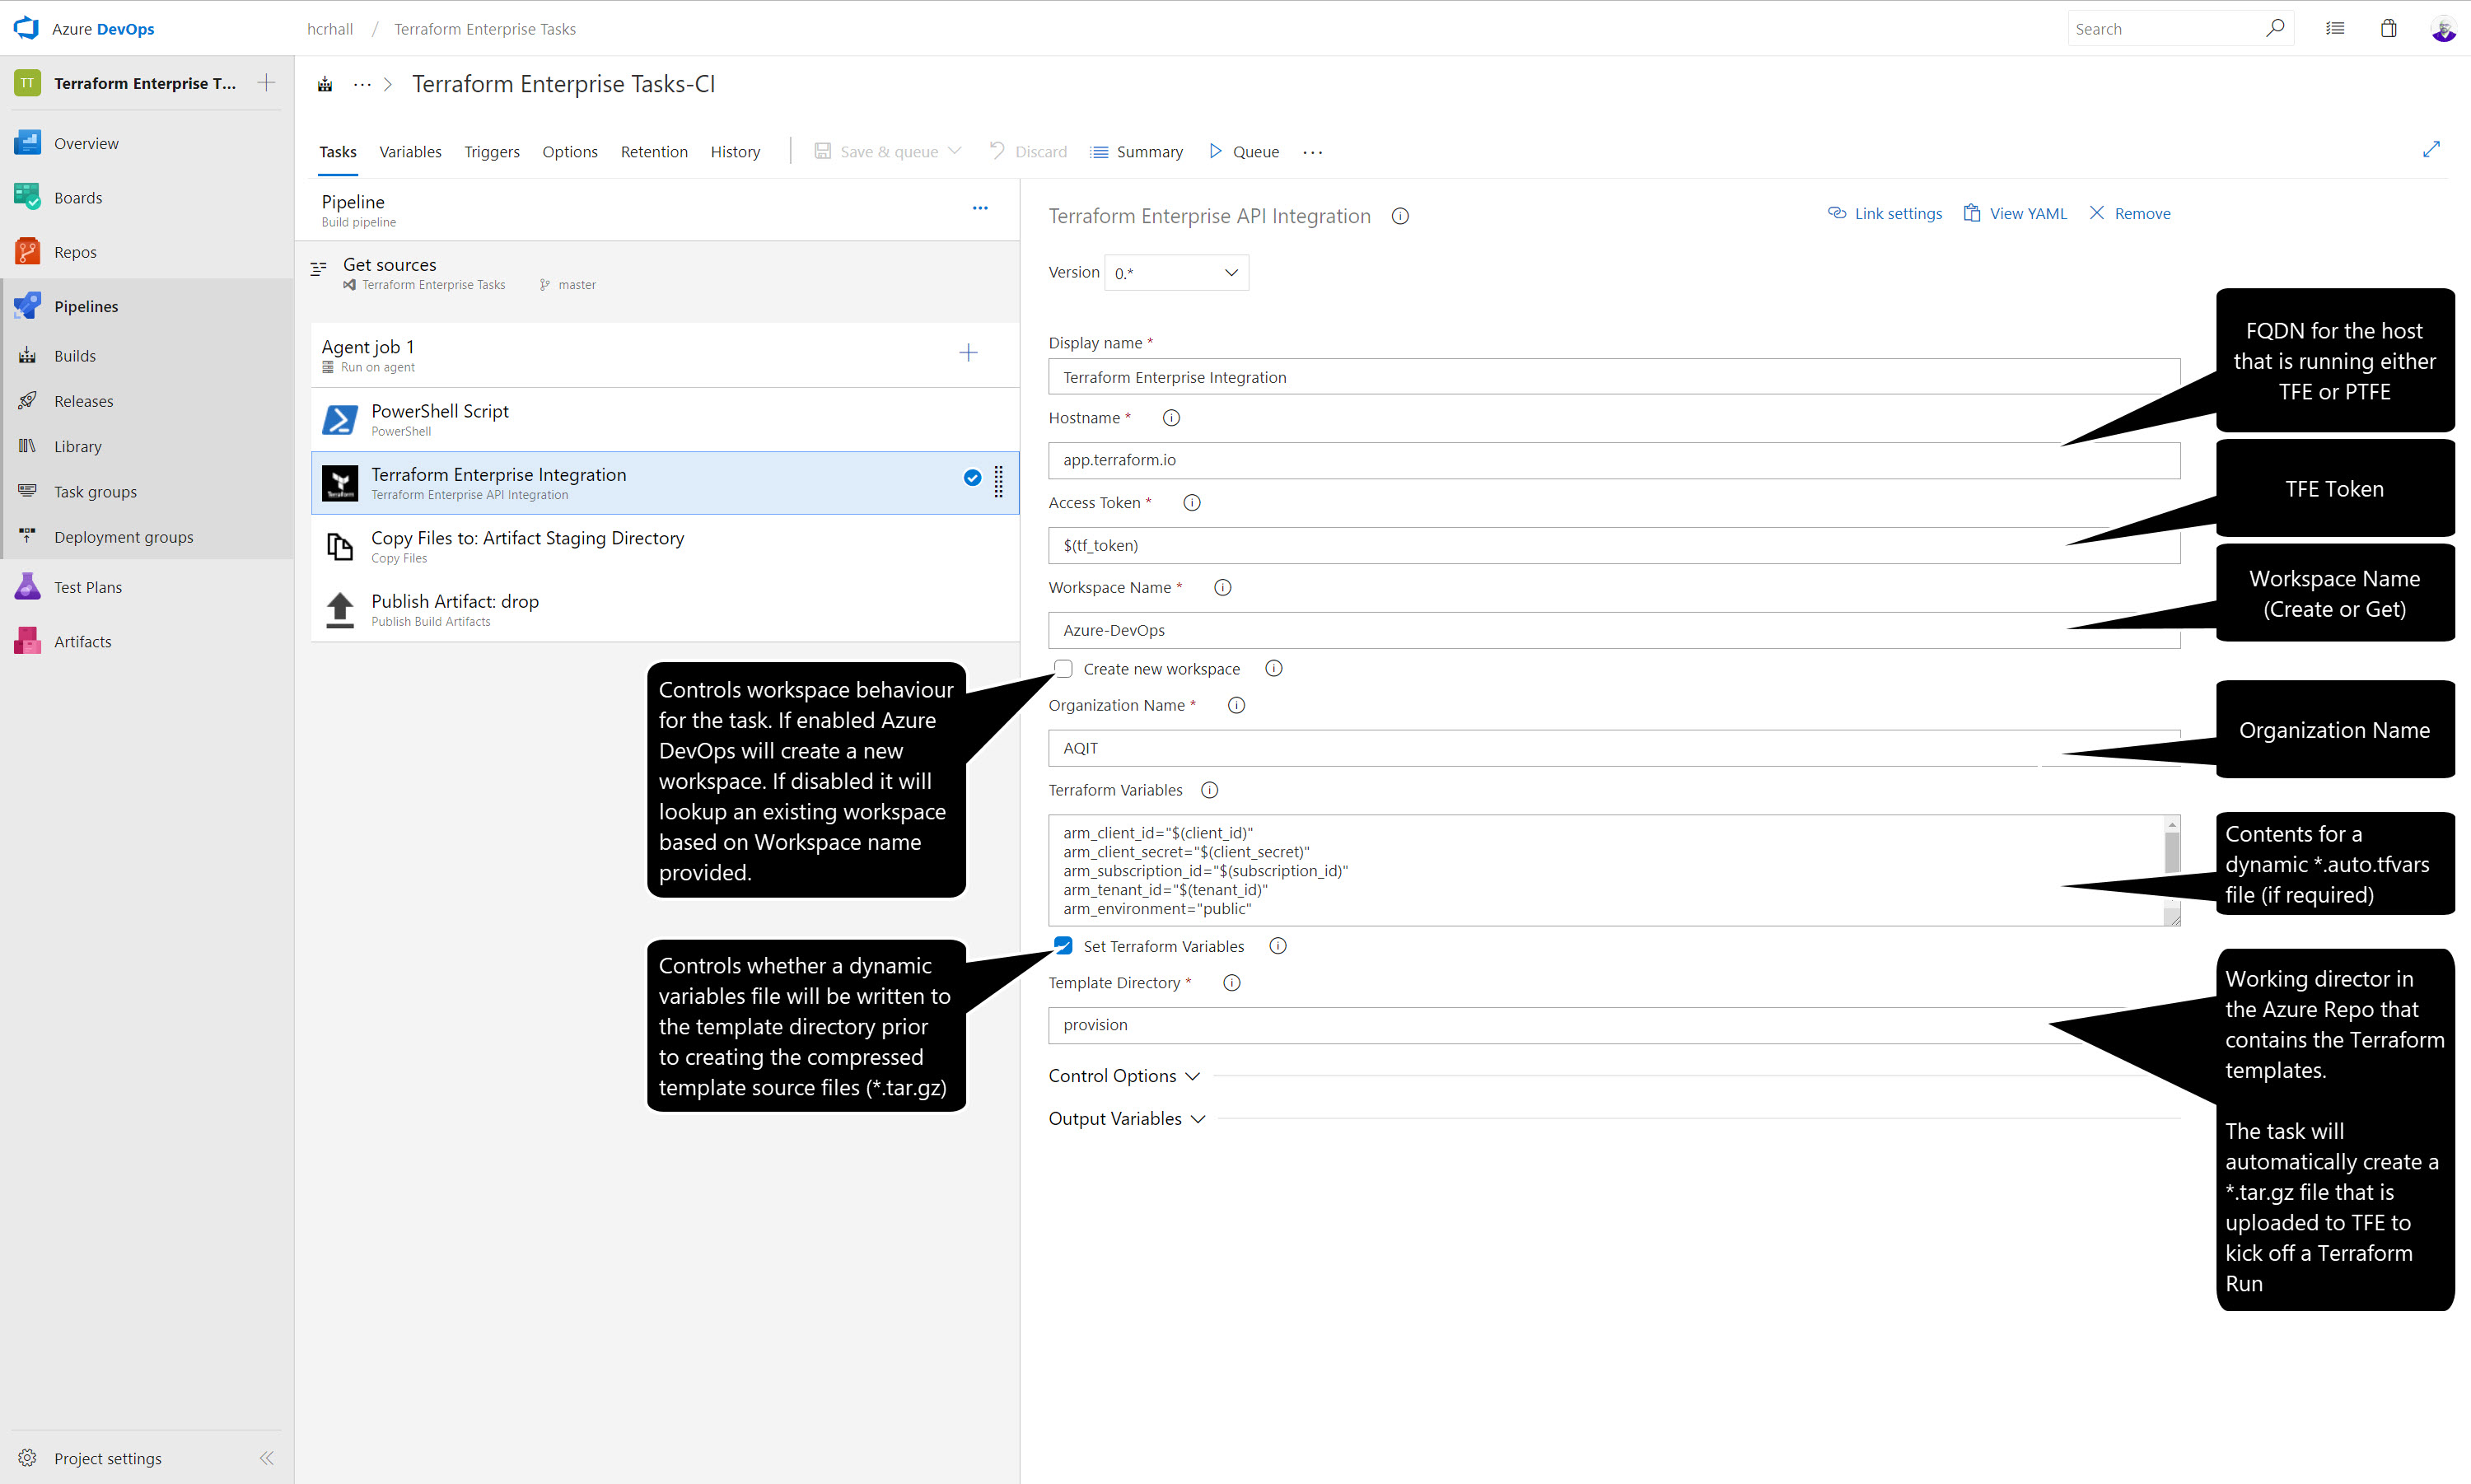 Azure DevOps
hcrhall / Terraform Enterprise Tasks
Search
TT
Terraform Enterprise T...
Overview
Boards
Repos
Pipelines
Builds
Releases
Library
Task groups
Deployment groups
Test Plans
Artifacts
Project settings
... > Terraform Enterprise Tasks-CI
Tasks Variables Triggers Options Retention History Save & queue Discard Summary Queue ...
Pipeline
Build pipeline
Get sources
Terraform Enterprise Tasks master
Agent job 1
Run on agent
PowerShell Script
PowerShell
Terraform Enterprise Integration
Terraform Enterprise API Integration
Terraform
Copy Files to: Artifact Staging Directory
Copy Files
Publish Artifact: drop
Publish Build Artifacts
Controls workspace behaviour
for the task. If enabled Azure
DevOps will create a new
workspace. If disabled it will
lookup an existing workspace
based on Workspace name
provided.
Controls whether a dynamic
variables file will be written to
the template directory prior
to creating the compressed
template source files (*.tar.gz)
Terraform Enterprise API Integration
Link settings View YAML Remove
Version 0.*
Display name *
Terraform Enterprise Integration
Hostname *
app.terraform.io
Access Token *
$(tf_token)
Workspace Name *
Azure-DevOps
Create new workspace
Organization Name *
AQIT
Terraform Variables
arm_client_id="$(client_id)"
arm_client_secret="$(client_secret)"
arm_subscription_id="$(subscription_id)"
arm_tenant_id="$(tenant_id)"
arm_environment="public"
Set Terraform Variables
Template Directory *
provision
Control Options
Output Variables
FQDN for the host
that is running either
TFE or PTFE
TFE Token
Workspace Name
(Create or Get)
Organization Name
Contents for a
dynamic *.auto.tfvars
file (if required)
Working director in
the Azure Repo that
contains the Terraform
templates.
The task will
automatically create a
*.tar.gz file that is
uploaded to TFE to
kick off a Terraform
Run